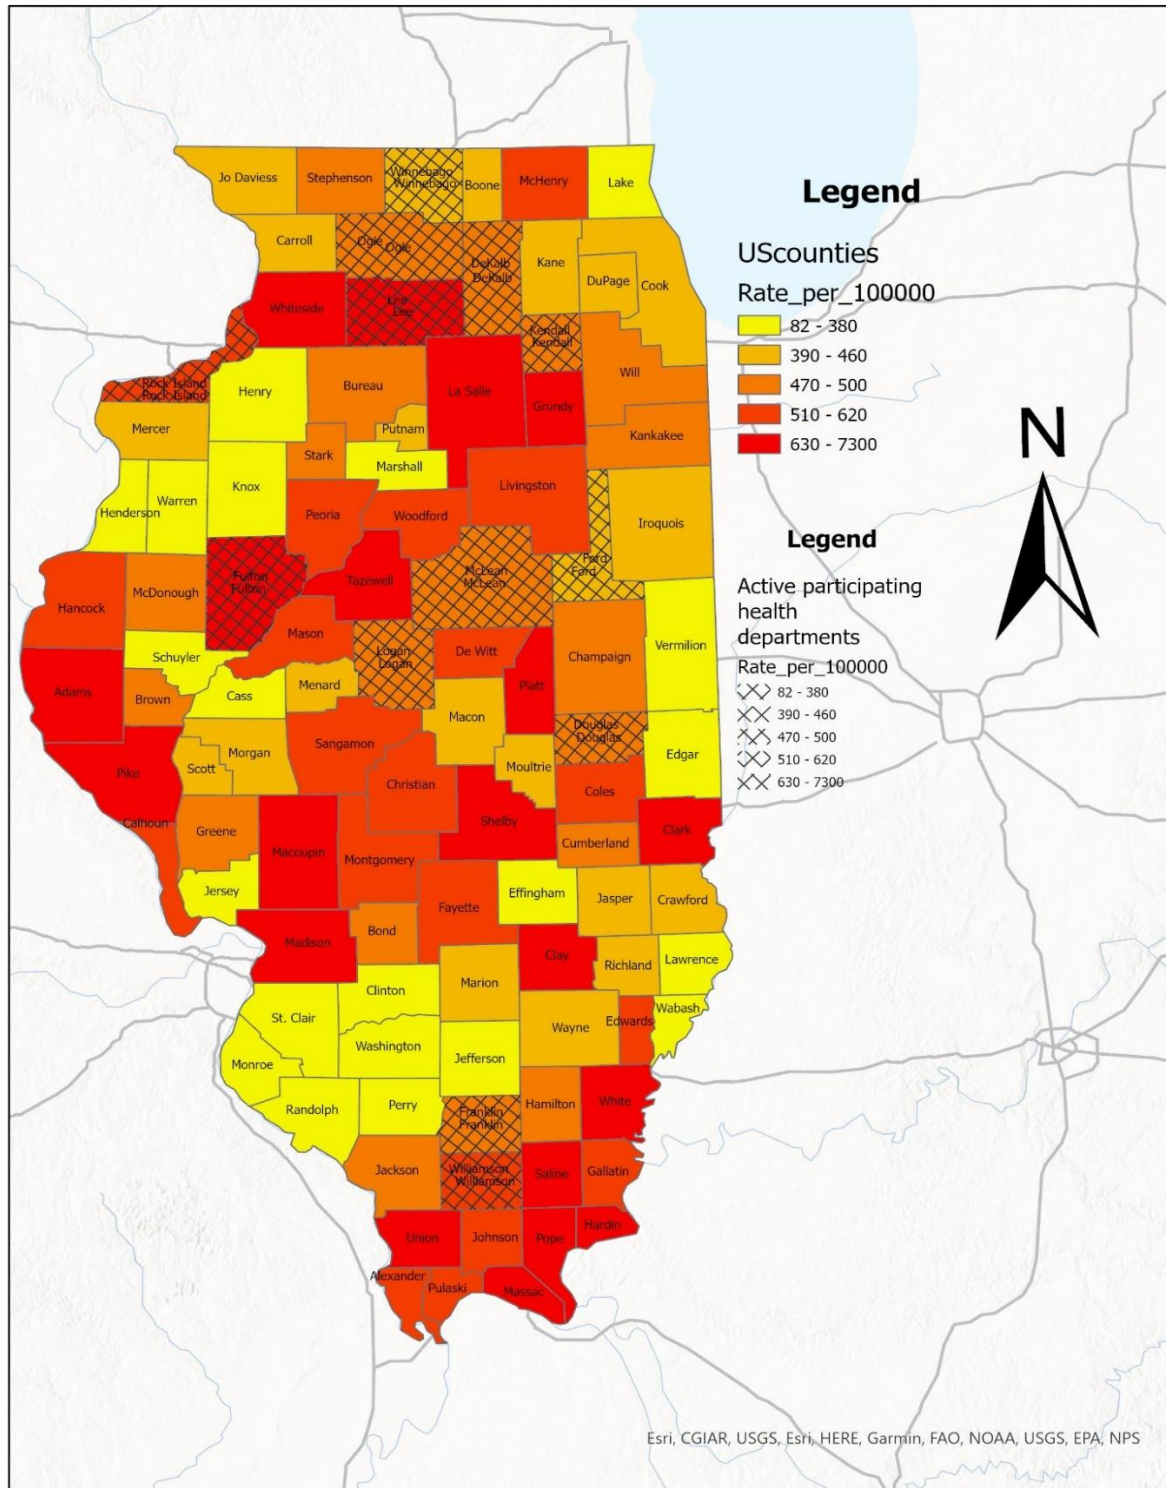 Jo Daviess
Stephenson
Winnebago
Winnebago
Boone
McHenry
Lake
Carroll
Ogle
Ogle
DeKalb
DeKalb
Kane
DuPage
Cook
Whiteside
Lee
Lee
Kendall
Kendall
Rock Island
Rock Island
Henry
Bureau
La Salle
Grundy
Will
Mercer
Putnam
Kankakee
Stark
Marshall
Henderson
Warren
Knox
Peoria
Woodford
Livingston
Iroquois
Hancock
McDonough
Fulton
Fulton
Tazewell
McLean
McLean
Ford
Ford
Mason
Schuyler
Logan
Logan
De Witt
Champaign
Vermilion
Adams
Brown
Cass
Menard
Piatt
Macon
Douglas
Douglas
Pike
Scott
Morgan
Sangamon
Christian
Moultrie
Edgar
Coles
Calhoun
Greene
Macoupin
Montgomery
Shelby
Cumberland
Clark
Jersey
Fayette
Effingham
Jasper
Crawford
Madison
Bond
Clay
Richland
Lawrence
Clinton
Marion
St. Clair
Wayne
Edwards
Wabash
Monroe
Washington
Jefferson
Randolph
Perry
Franklin
Franklin
Hamilton
White
Jackson
Williamson
Williamson
Saline
Gallatin
Union
Johnson
Pope
Hardin
Alexander
Pulaski
Massac
Legend
UScounties
Rate_per_100000
82 - 380
390 - 460
470 - 500
510 - 620
630 - 7300
N
Legend
Active participating
health
departments
Rate_per_100000
82 - 380
390 - 460
470 - 500
510 - 620
630 - 7300
Esri, CGIAR, USGS, Esri, HERE, Garmin, FAO, NOAA, USGS, EPA, NPS